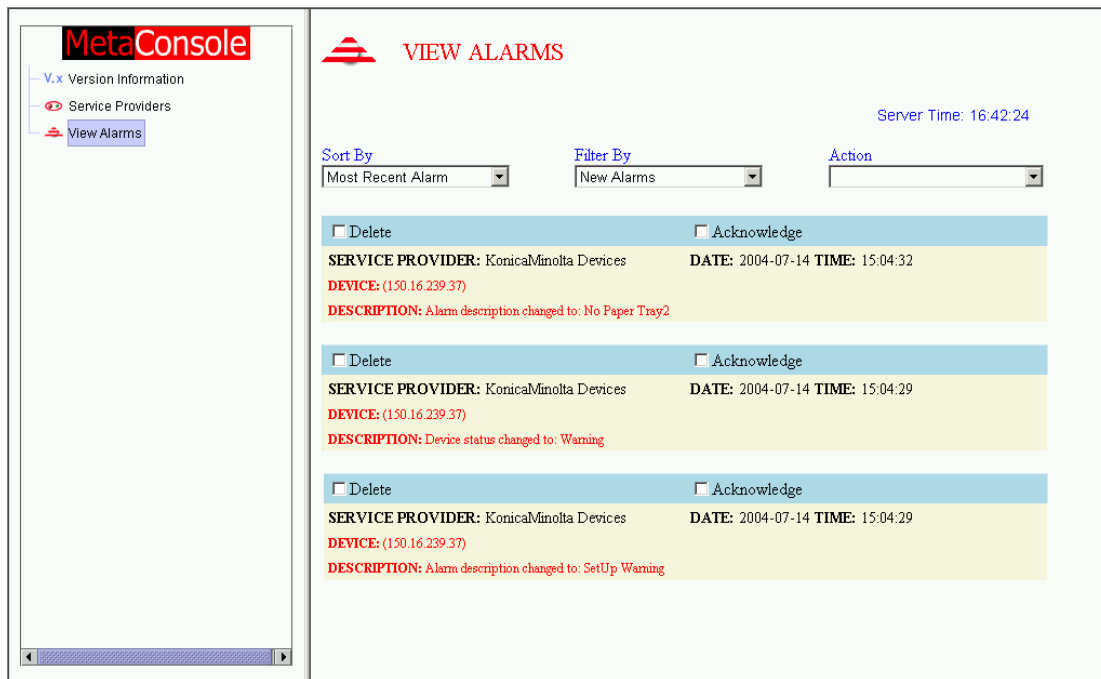 MetaConsole
V.x Version Information
Service Providers
View Alarms
VIEW ALARMS
Server Time: 16:42:24
Sort By Filter By Action
Most Recent Alarm New Alarms
Delete Acknowledge
SERVICE PROVIDER: KonicaMinolta Devices DATE: 2004-07-14 TIME: 15:04:32
DEVICE: (150.16.239.37)
DESCRIPTION: Alarm description changed to: No Paper Tray2
Delete Acknowledge
SERVICE PROVIDER: KonicaMinolta Devices DATE: 2004-07-14 TIME: 15:04:29
DEVICE: (150.16.239.37)
DESCRIPTION: Device status changed to: Warning
Delete Acknowledge
SERVICE PROVIDER: KonicaMinolta Devices DATE: 2004-07-14 TIME: 15:04:29
DEVICE: (150.16.239.37)
DESCRIPTION: Alarm description changed to: SetUp Warning